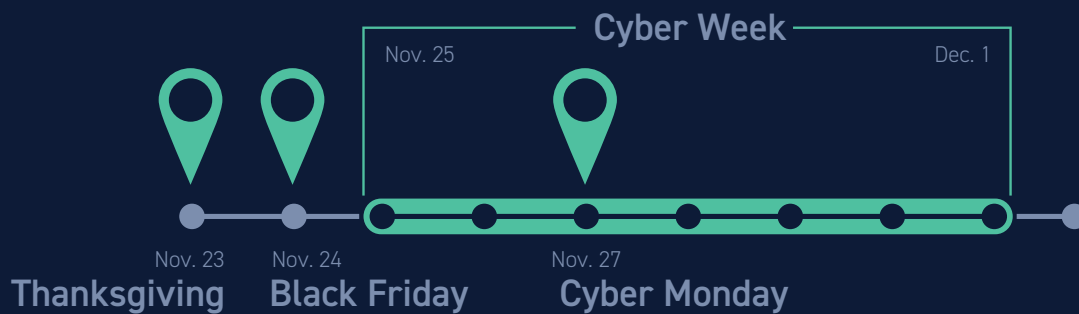 Cyber Week
Nov. 25
Dec. 1
Nov. 23
Nov. 24
Nov. 27
Thanksgiving
Black Friday
Cyber Monday